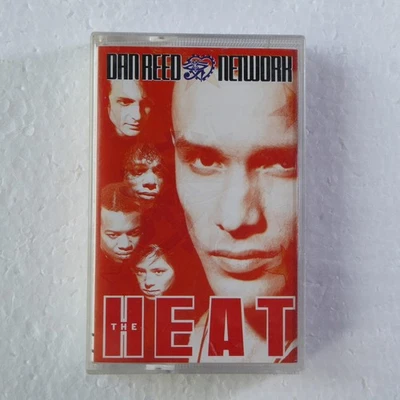 DAN REED NETWORK
THE HEAT